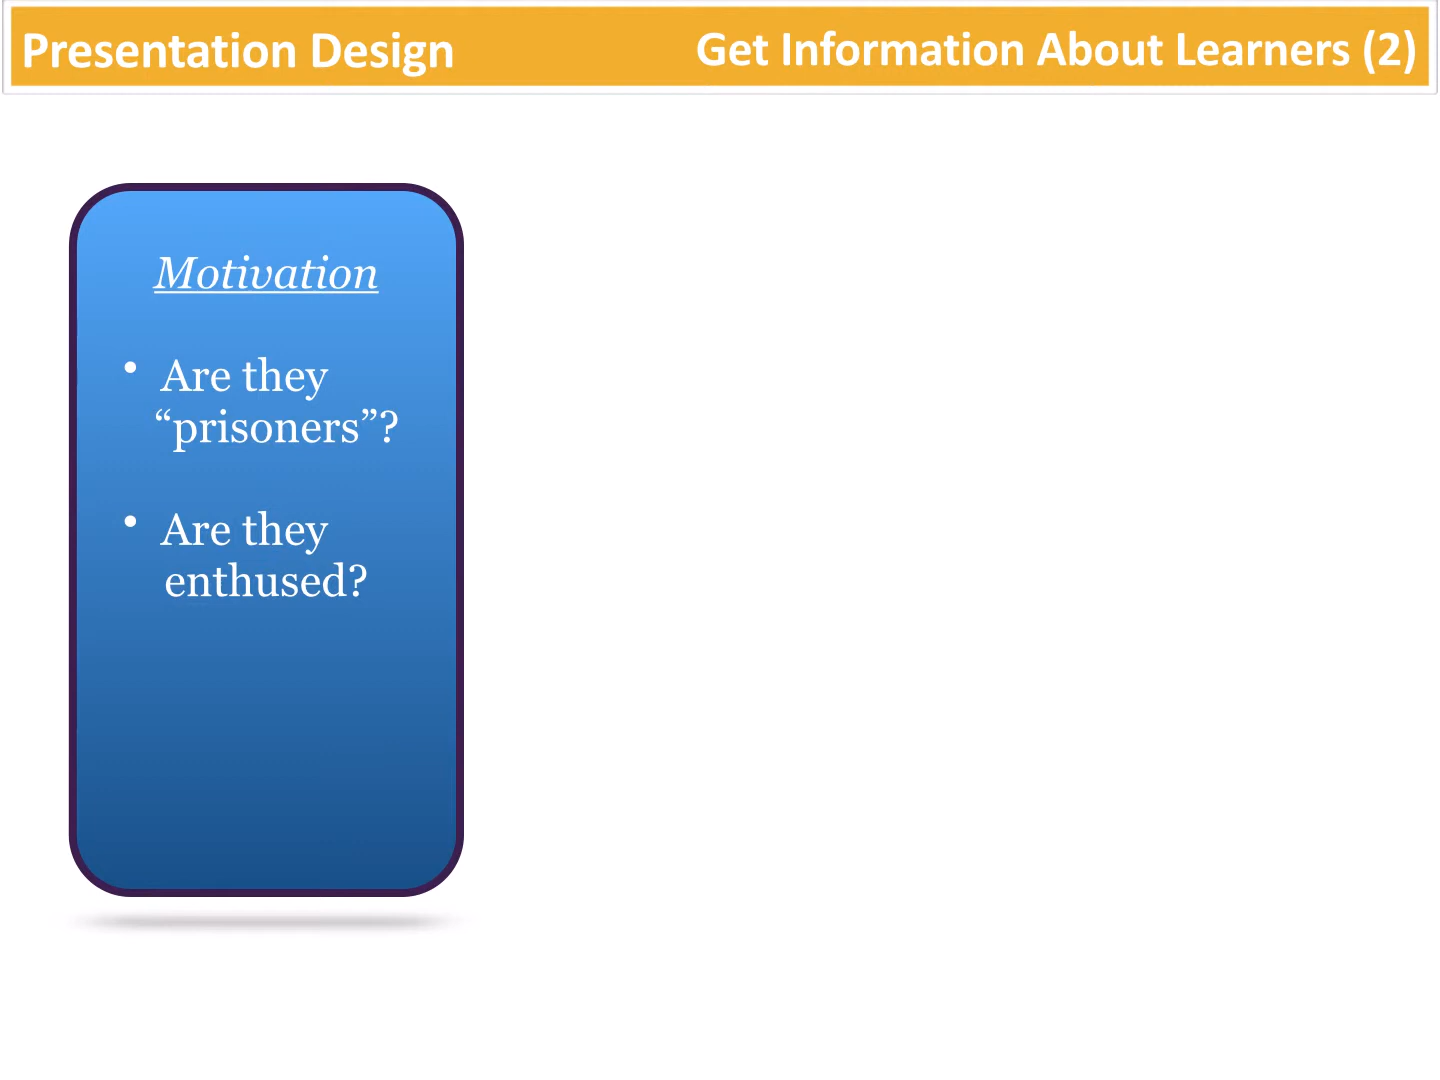 Presentation Design
Get Information About Learners (2)
Motivation
• Are they
“prisoners”?
• Are they
enthused?